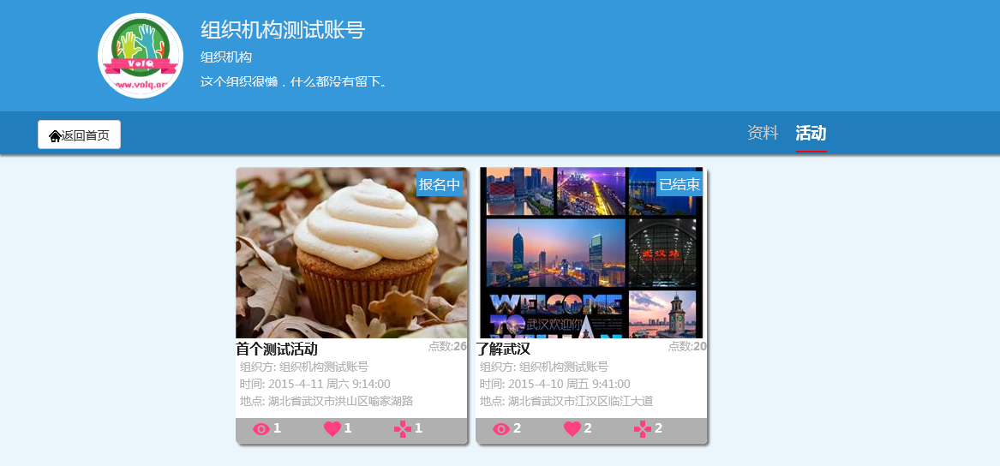 VolQ
www.volq.org
组织机构测试账号
组织机构
这个组织很懒，什么都没有留下。
返回首页
资料
活动
报名中
首个测试活动
点数:26
组织方: 组织机构测试账号
时间: 2015-4-11 周六 9:14:00
地点: 湖北省武汉市洪山区喻家湖路
1
1
1
已结束
武汉站
WELCOME
TO
武汉欢迎你
了解武汉
点数:20
组织方: 组织机构测试账号
时间: 2015-4-10 周五 9:41:00
地点: 湖北省武汉市江汉区临江大道
2
2
2